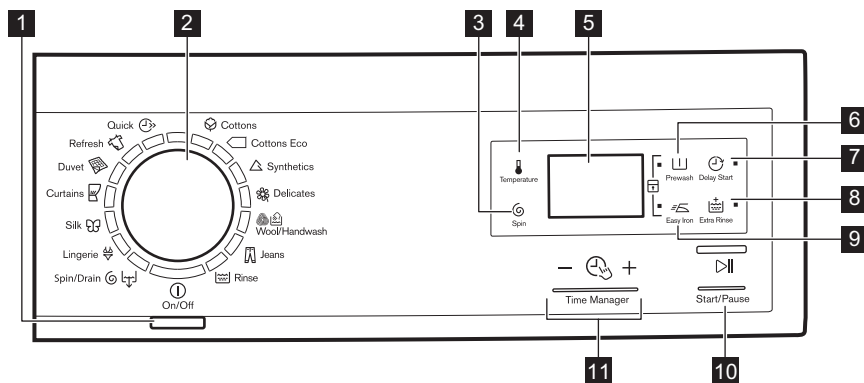 1
2
3
4
5
6
7
8
9
10
11
Quick
Refresh
Duvet
Curtains
Silk
Lingerie
Spin/Drain
On/Off
Cottons
Cottons Eco
Synthetics
Delicates
Wool/Handwash
Jeans
Rinse
Temperature
Spin
Prewash
Delay Start
Easy Iron
Extra Rinse
Time Manager
Start/Pause